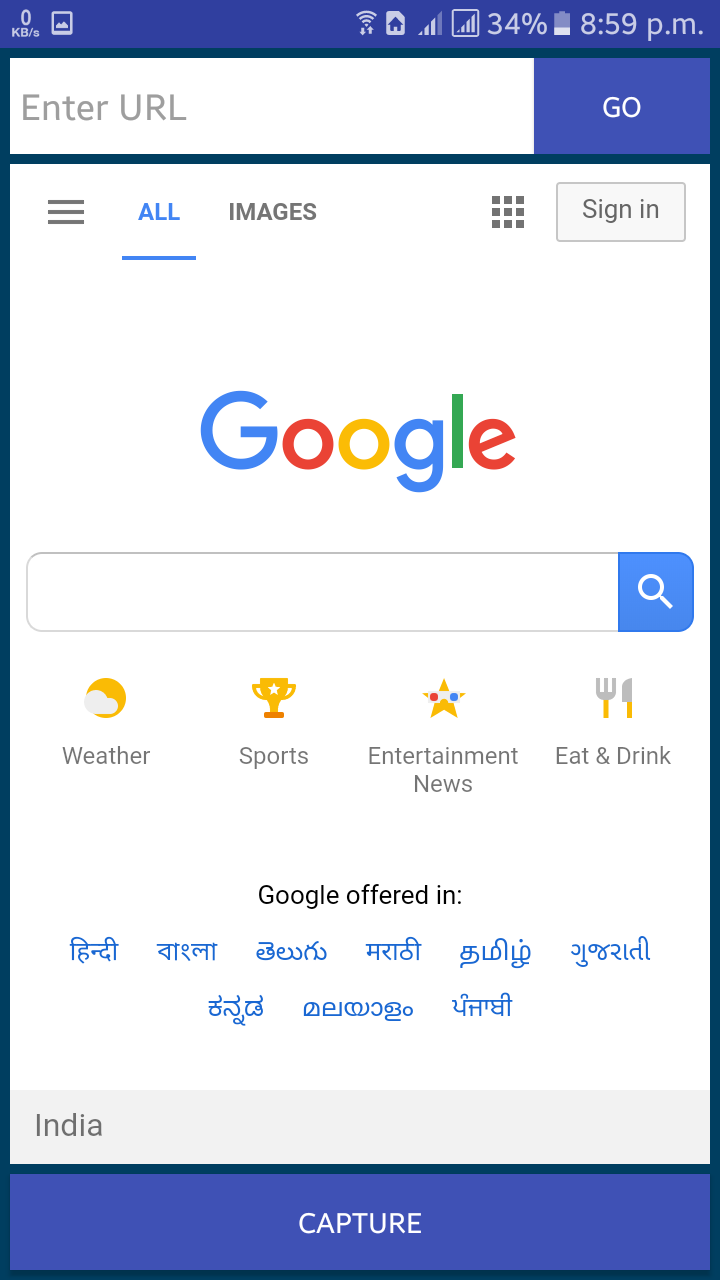 0
KB/s
34% 8:59 p.m.
Enter URL GO
ALL IMAGES Sign in
Google
Weather Sports Entertainment News Eat & Drink
Google offered in:
हिन्दी বাংলা తెలుగు मराठी தமிழ் ગુજરાતી
ಕನ್ನಡ മലയാളം ਪੰਜਾਬੀ
India
CAPTURE